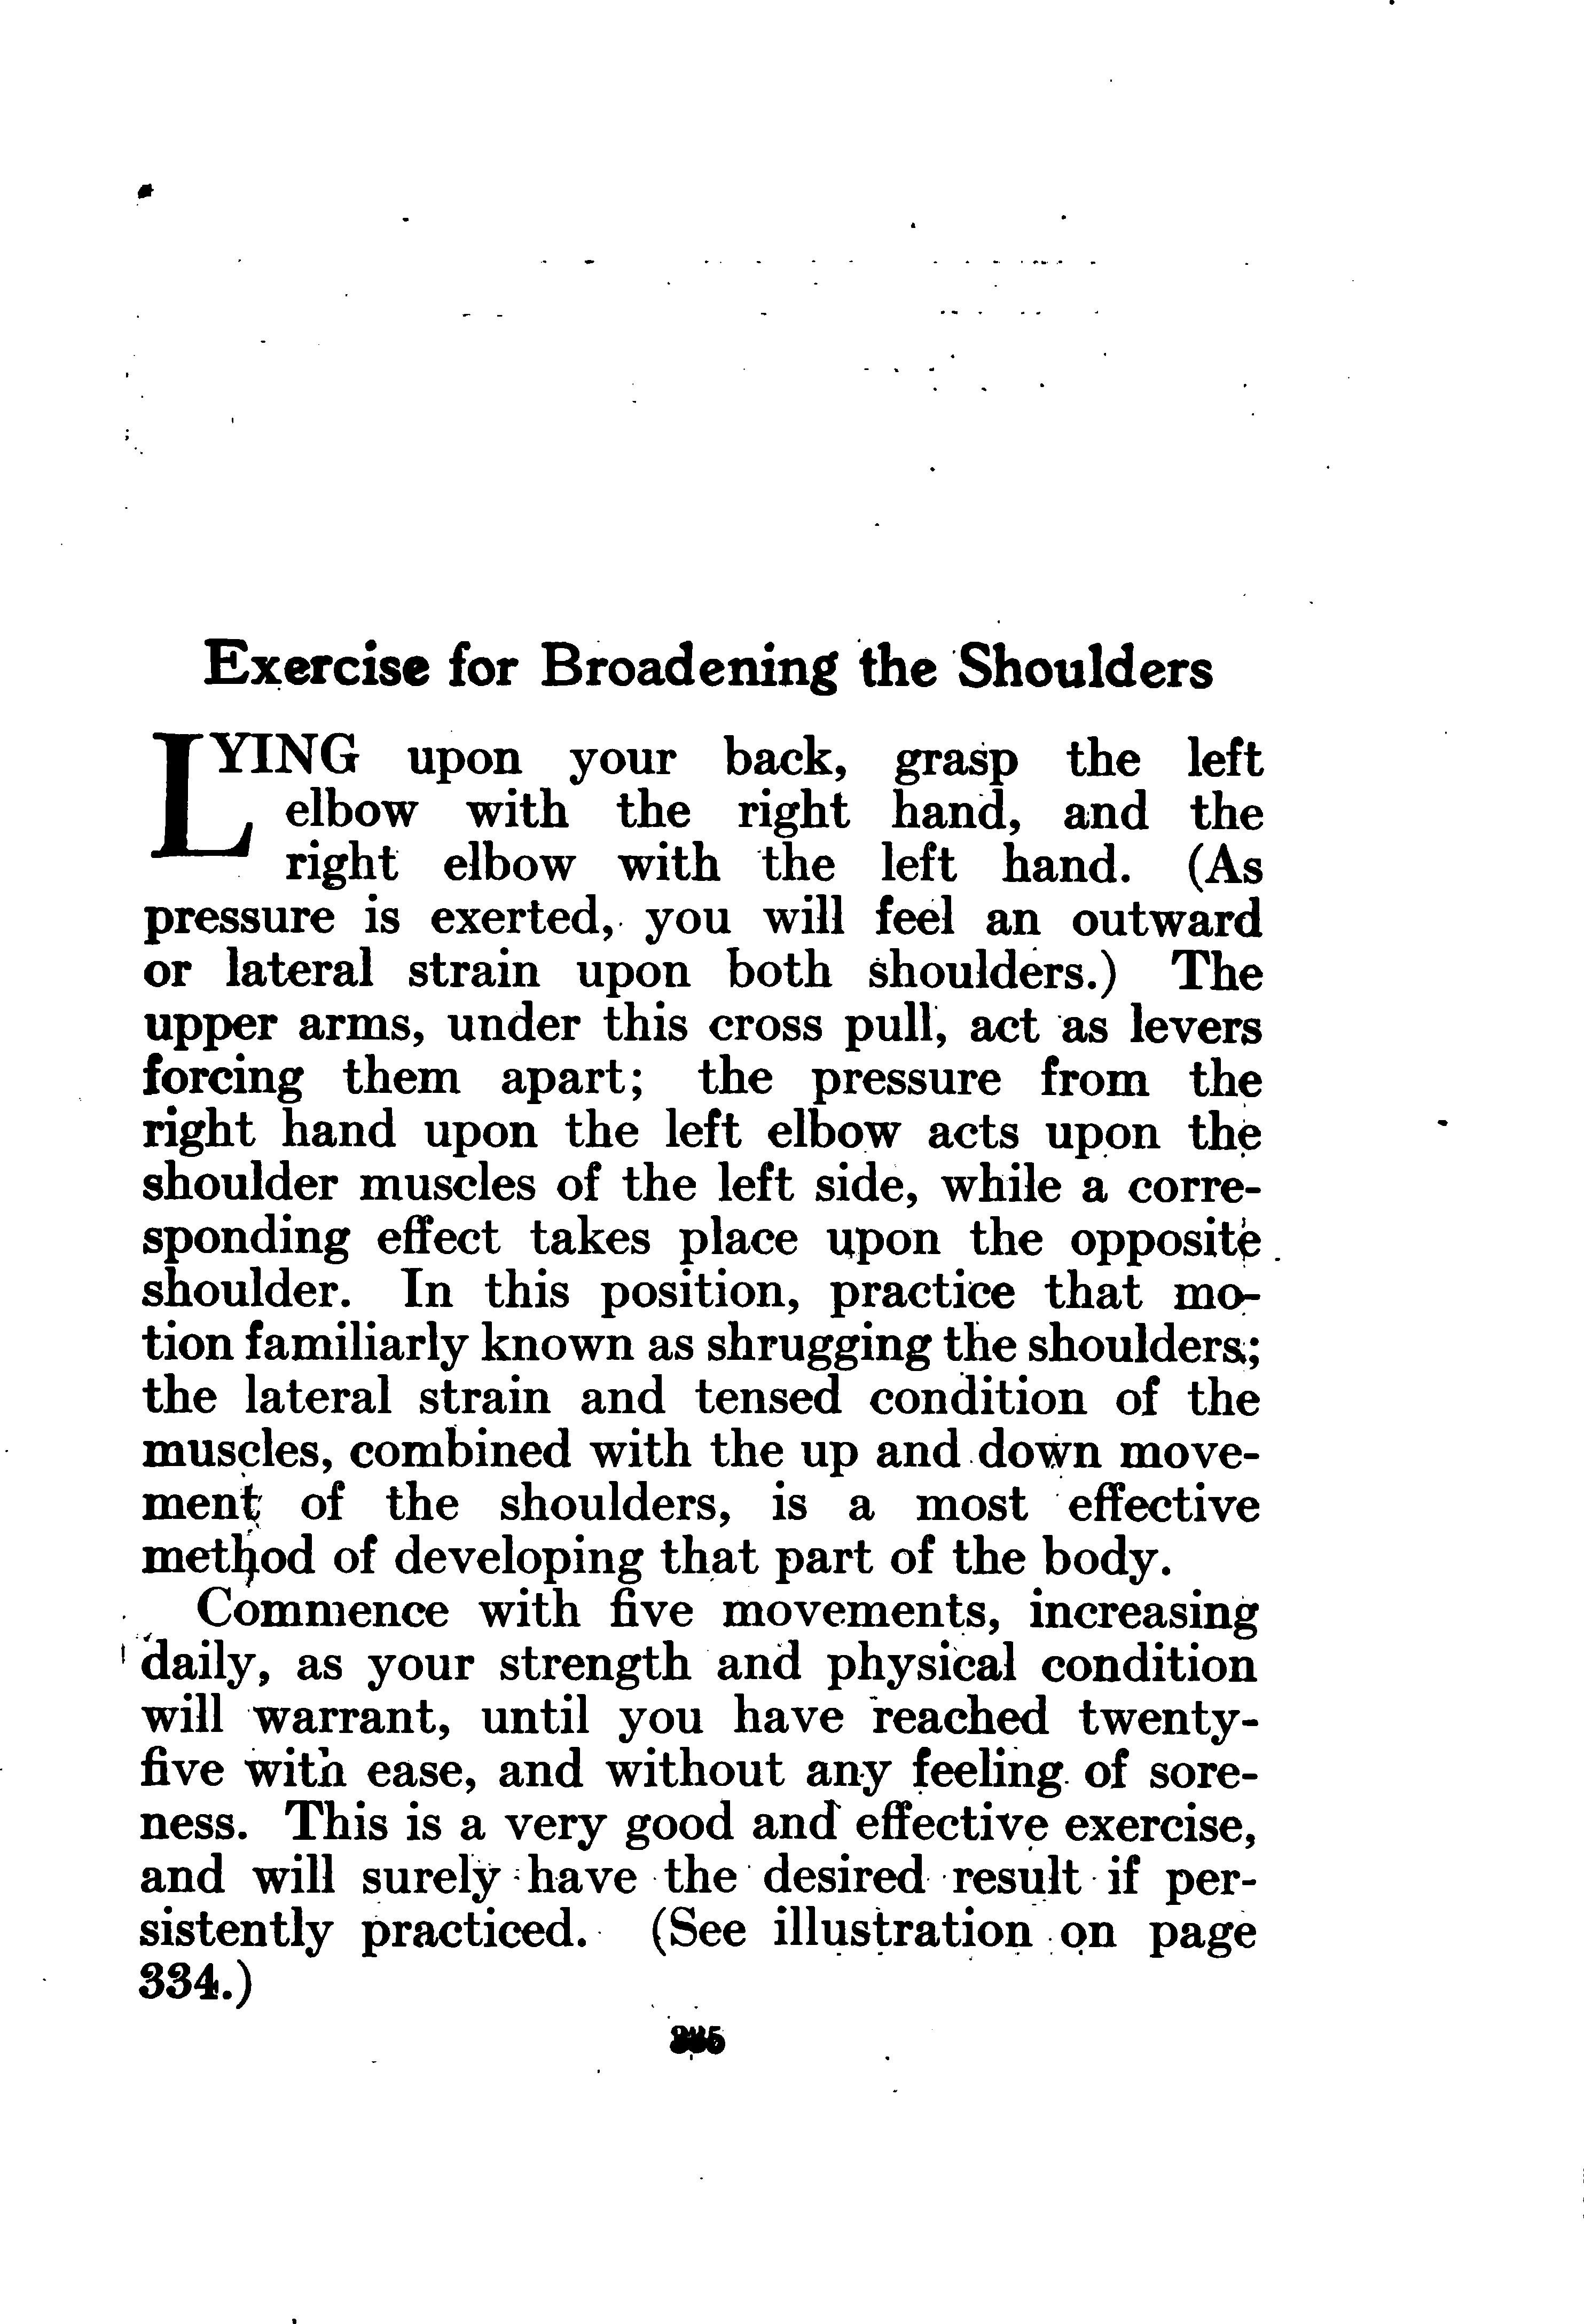 Exercise for Broadening the Shoulders
LYING upon your back, grasp the left
elbow with the right hand, and the
right elbow with the left hand. (As
pressure is exerted, you will feel an outward
or lateral strain upon both shoulders.) The
upper arms, under this cross pull, act as levers
forcing them apart; the pressure from the
right hand upon the left elbow acts upon the
shoulder muscles of the left side, while a corre-
sponding effect takes place upon the opposite
shoulder. In this position, practice that mo-
tion familiarly known as shrugging the shoulders;
the lateral strain and tensed condition of the
muscles, combined with the up and down move-
ment of the shoulders, is a most effective
method of developing that part of the body.
Commence with five movements, increasing
daily, as your strength and physical condition
will warrant, until you have reached twenty-
five with ease, and without any feeling of sore-
ness. This is a very good and effective exercise,
and will surely have the desired result if per-
sistently practiced. (See illustration on page
334.)
335